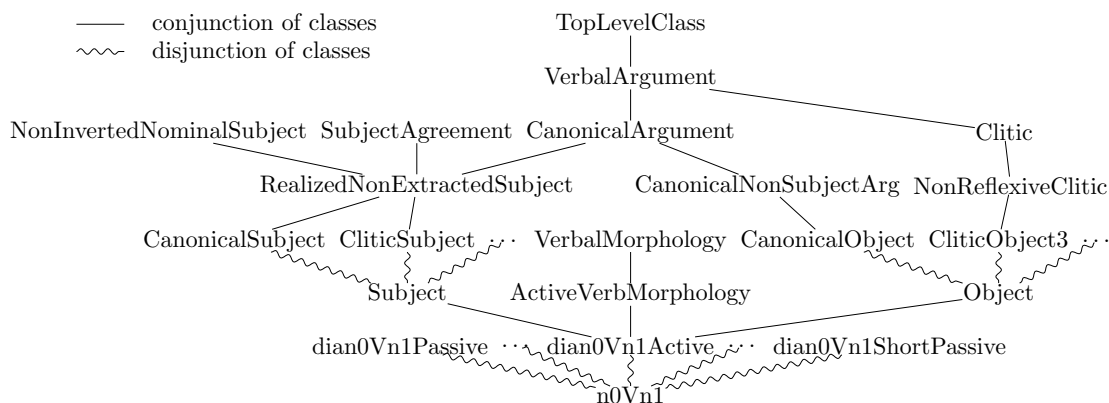 conjunction of classes TopLevelClass
disjunction of classes
VerbalArgument
NonInvertedNominalSubject SubjectAgreement CanonicalArgument Clitic
RealizedNonExtractedSubject CanonicalNonSubjectArg NonReflexiveClitic
CanonicalSubject CliticSubject ··· VerbalMorphology CanonicalObject CliticObject3 ···
Subject ActiveVerbMorphology Object
dian0Vn1Passive ··· dian0Vn1Active ··· dian0Vn1ShortPassive
n0Vn1